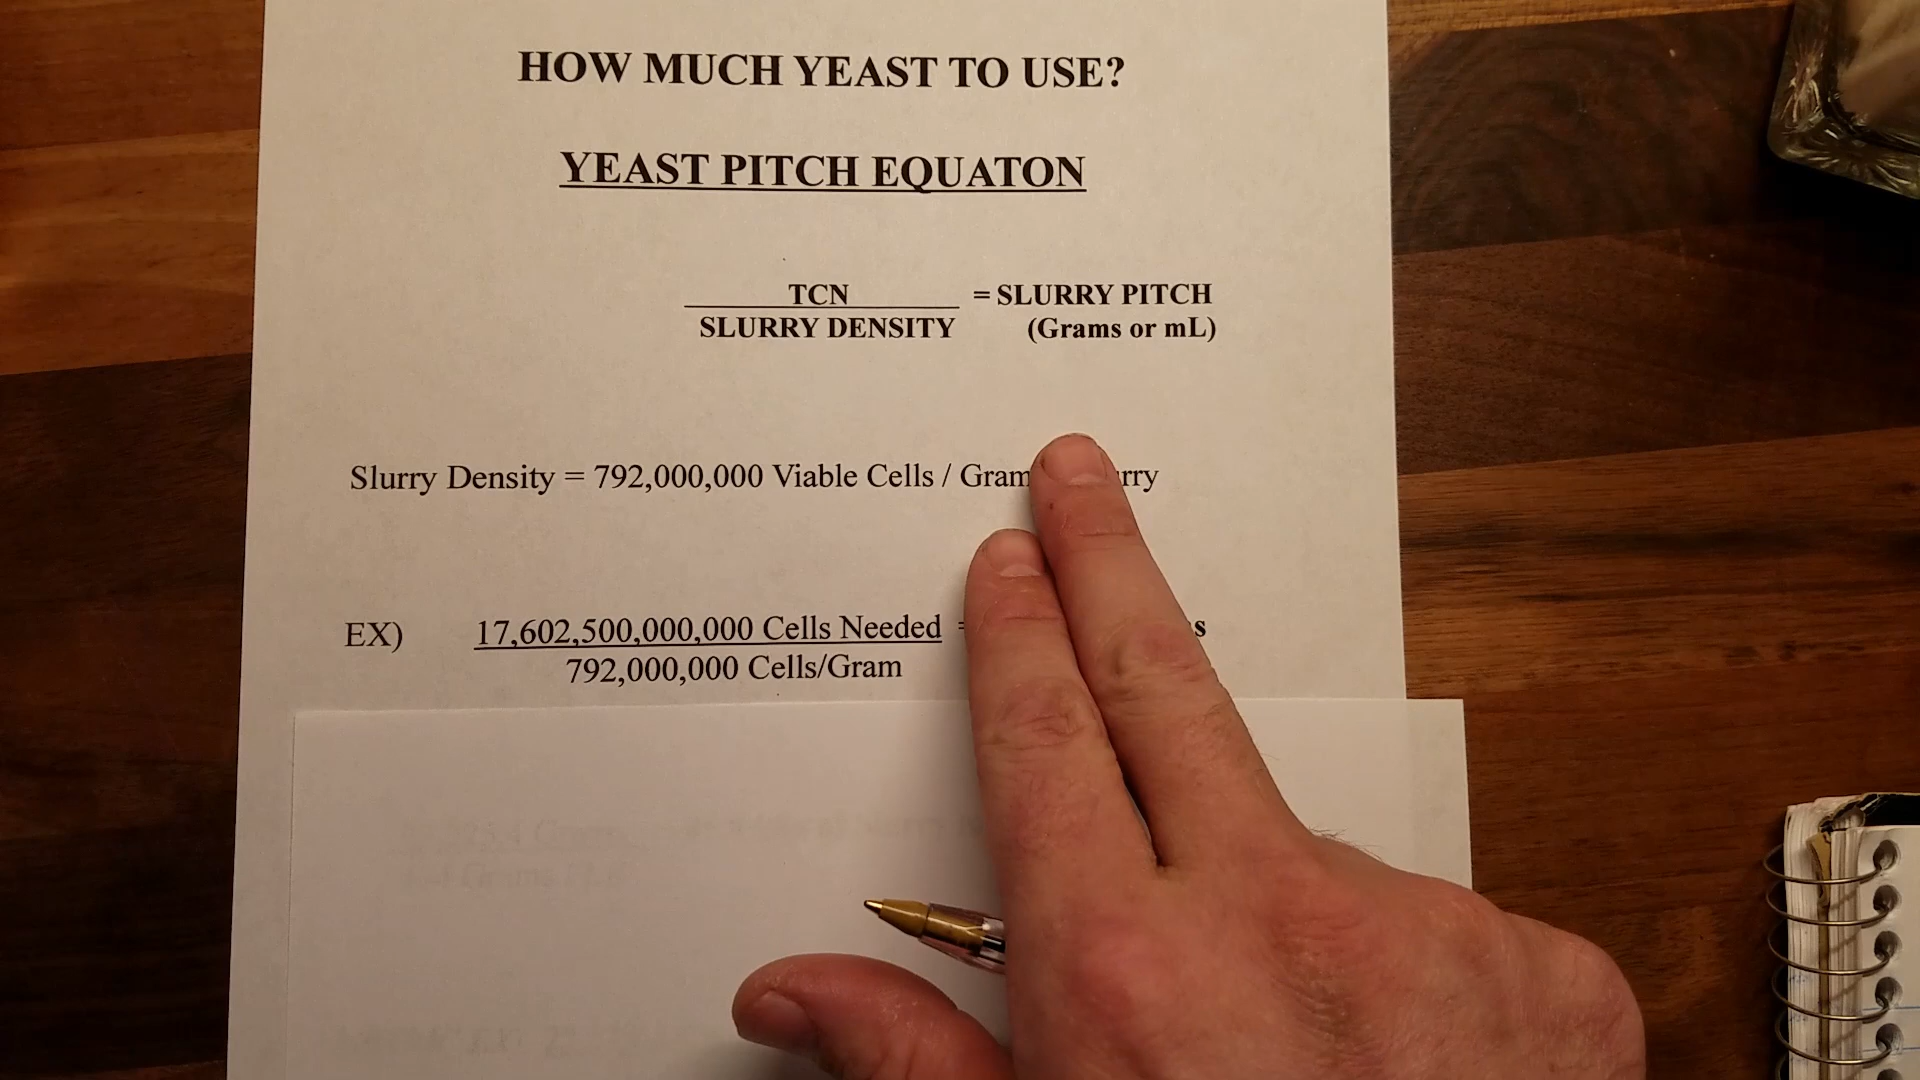 HOW MUCH YEAST TO USE?
YEAST PITCH EQUATON
TCN = SLURRY PITCH
SLURRY DENSITY (Grams or mL)
Slurry Density = 792,000,000 Viable Cells / Gram
EX) 17,602,500,000,000 Cells Needed =
792,000,000 Cells/Gram